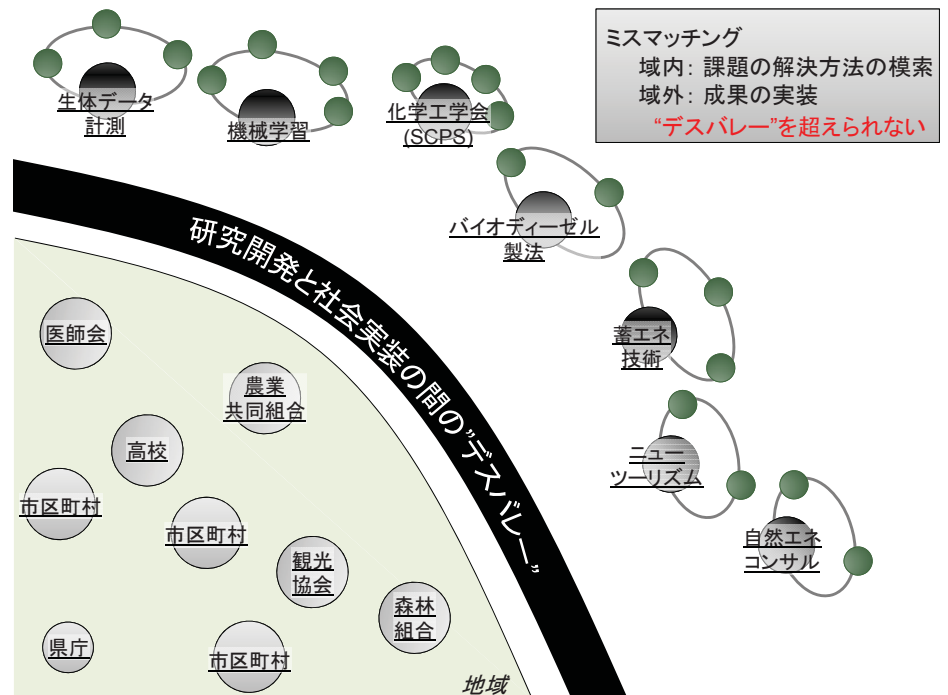 ミスマッチング
域内: 課題の解決方法の模索
域外: 成果の実装
“デスバレー”を超えられない
生体データ
計測
機械学習
化学工学会
(SCPS)
バイオディーゼル
製法
蓄エネ
技術
ニュー
ツーリズム
自然エネ
コンサル
研究開発と社会実装の間の”デスバレー”
医師会
農業
共同組合
高校
市区町村
市区町村
観光
協会
森林
組合
県庁
市区町村
地域